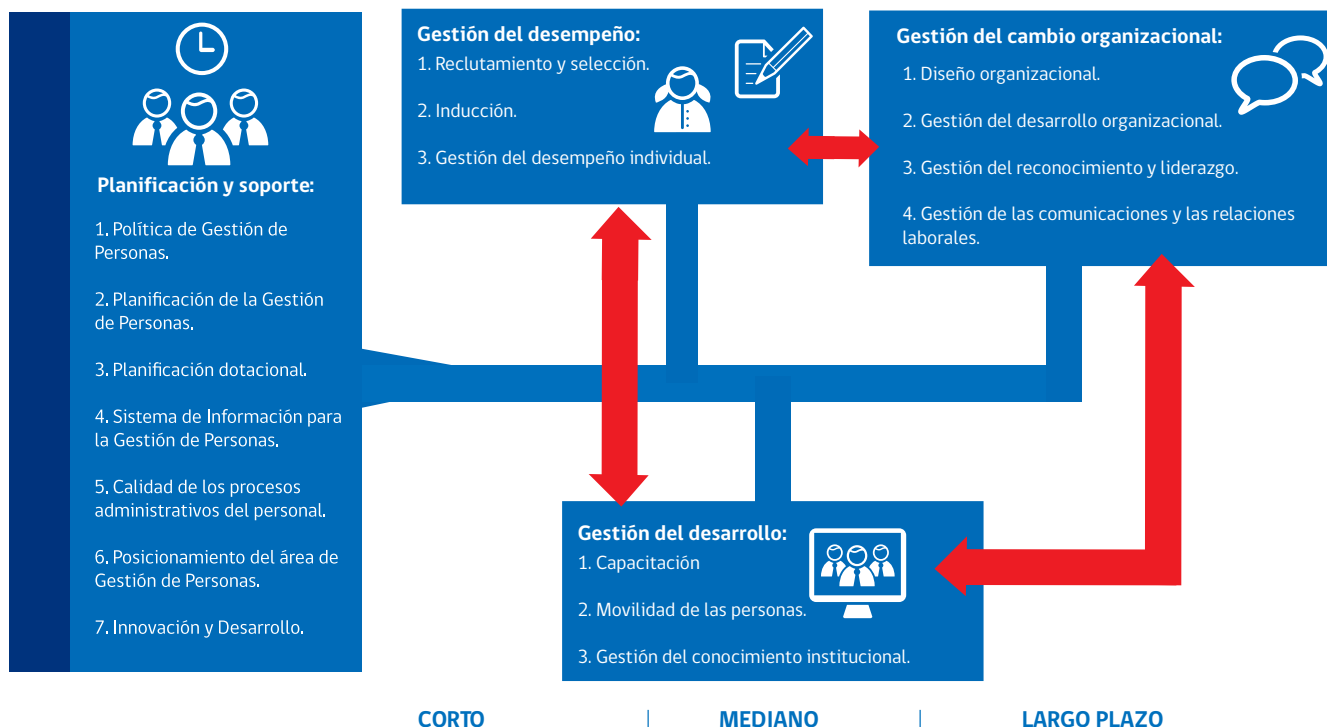 Planificación y soporte:
1. Política de Gestión de
Personas.
2. Planificación de la Gestión
de Personas.
3. Planificación dotacional.
4. Sistema de Información para
la Gestión de Personas.
5. Calidad de los procesos
administrativos del personal.
6. Posicionamiento del área de
Gestión de Personas.
7. Innovación y Desarrollo.
Gestión del desempeño:
1. Reclutamiento y selección.
2. Inducción.
3. Gestión del desempeño individual.
Gestión del cambio organizacional:
1. Diseño organizacional.
2. Gestión del desarrollo organizacional.
3. Gestión del reconocimiento y liderazgo.
4. Gestión de las comunicaciones y las relaciones
laborales.
Gestión del desarrollo:
1. Capacitación
2. Movilidad de las personas.
3. Gestión del conocimiento institucional.
CORTO | MEDIANO | LARGO PLAZO